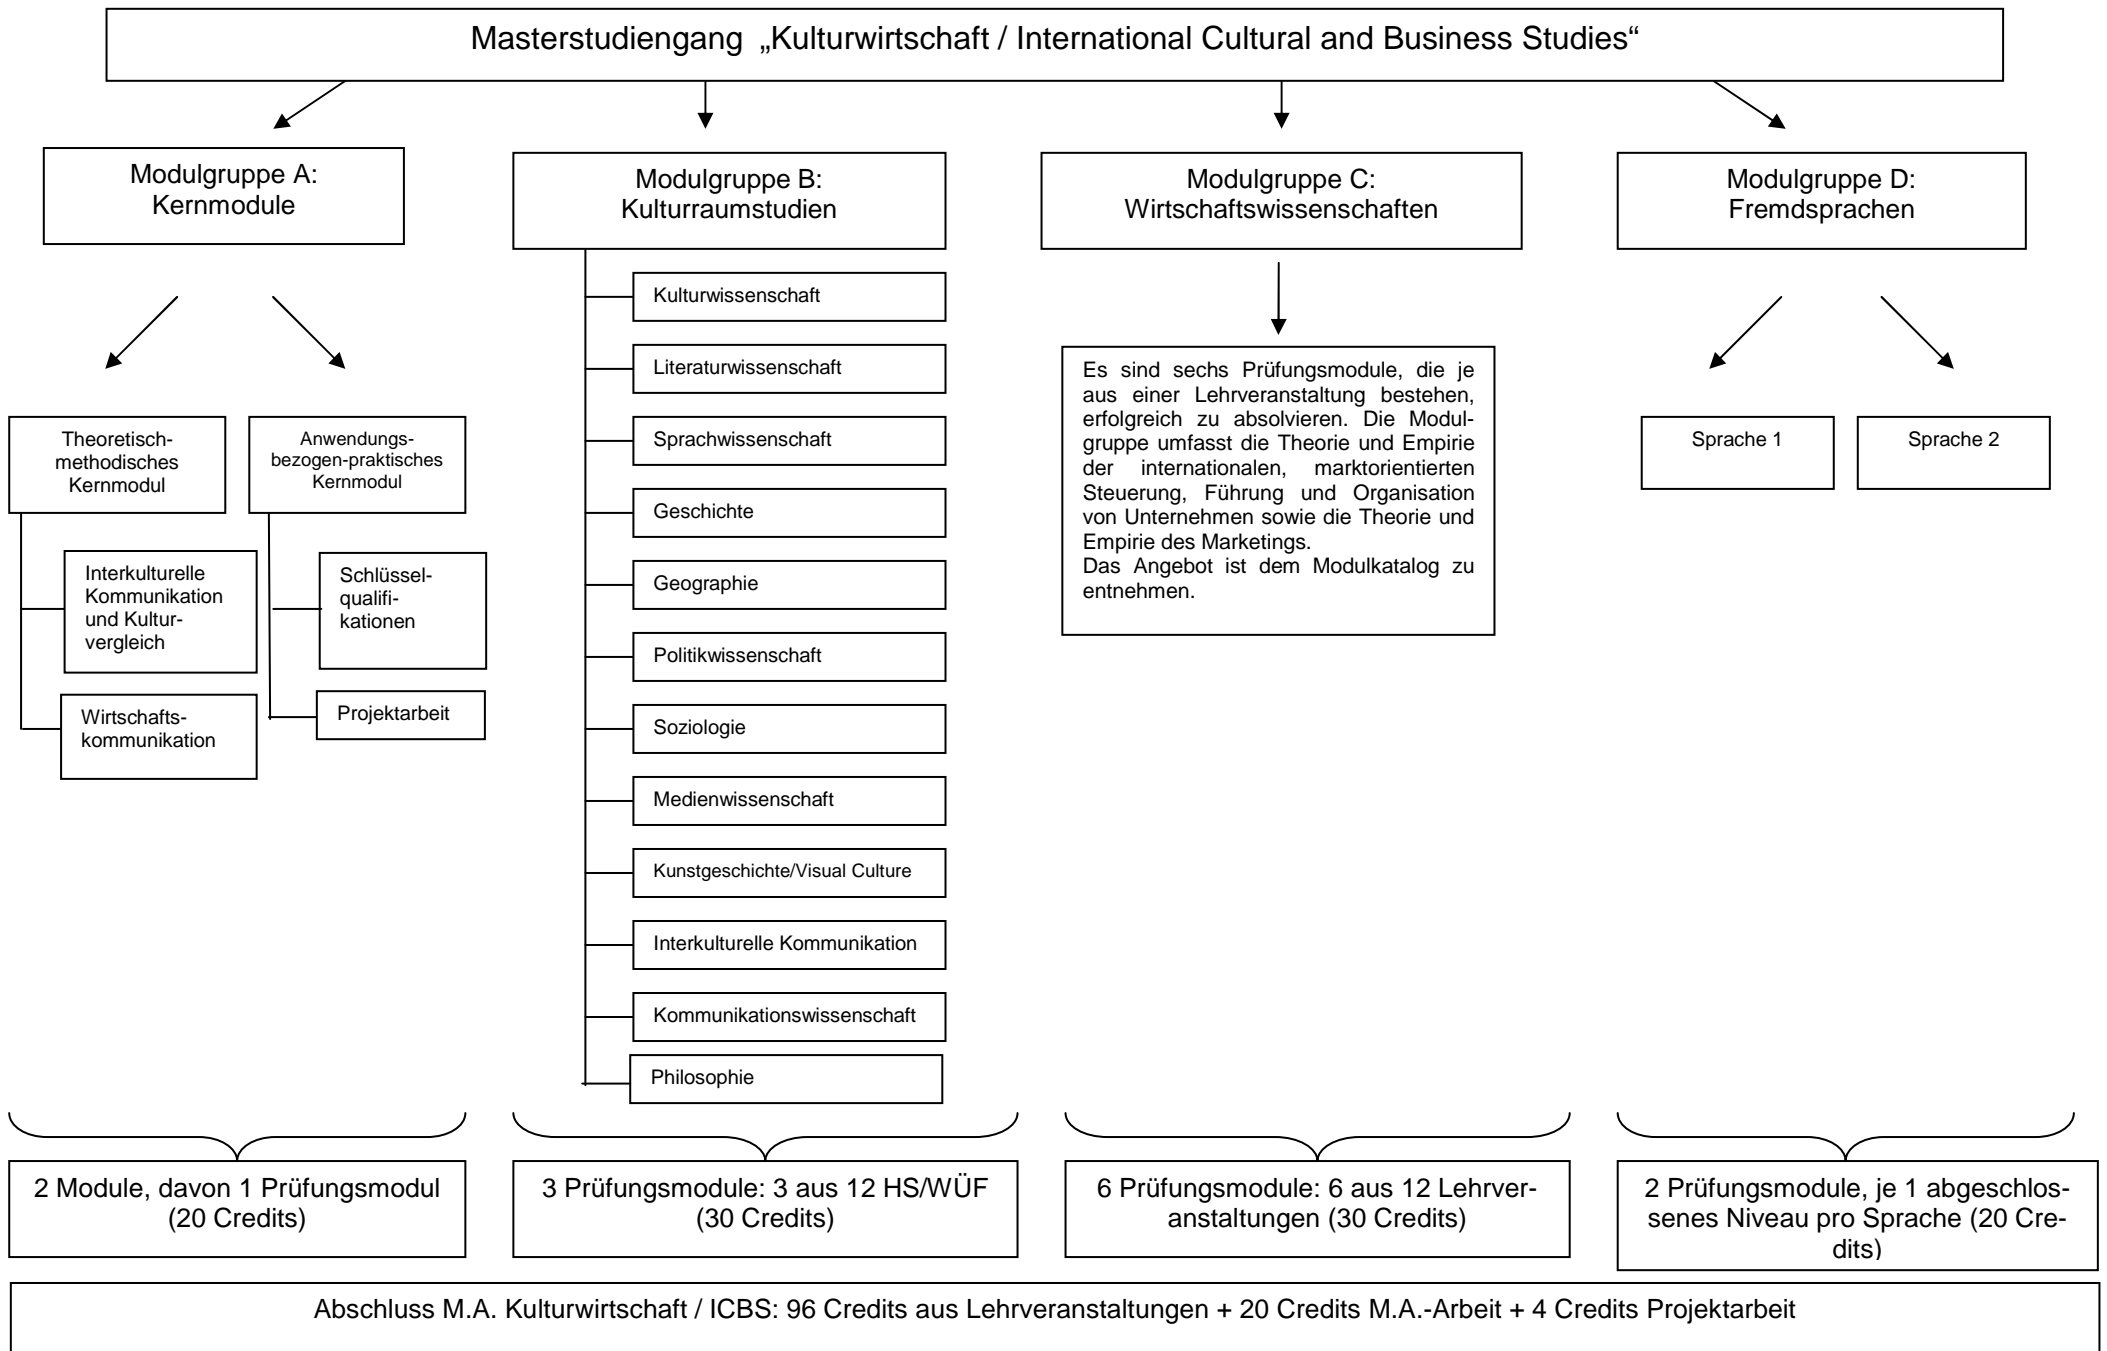 Masterstudiengang „Kulturwirtschaft / International Cultural and Business Studies“
Modulgruppe A:
Kernmodule
Modulgruppe B:
Kulturraumstudien
Modulgruppe C:
Wirtschaftswissenschaften
Modulgruppe D:
Fremdsprachen
Theoretisch-
methodisches
Kernmodul
Anwendungs-
bezogen-praktisches
Kernmodul
Interkulturelle
Kommunikation
und Kultur-
vergleich
Wirtschafts-
kommunikation
Schlüssel-
qualifi-
kationen
Projektarbeit
Kulturwissenschaft
Literaturwissenschaft
Sprachwissenschaft
Geschichte
Geographie
Politikwissenschaft
Soziologie
Medienwissenschaft
Kunstgeschichte/Visual Culture
Interkulturelle Kommunikation
Kommunikationswissenschaft
Philosophie
Es sind sechs Prüfungsmodule, die je
aus einer Lehrveranstaltung bestehen,
erfolgreich zu absolvieren. Die Modul-
gruppe umfasst die Theorie und Empirie
der internationalen, marktorientierten
Steuerung, Führung und Organisation
von Unternehmen sowie die Theorie und
Empirie des Marketings.
Das Angebot ist dem Modulkatalog zu
entnehmen.
Sprache 1
Sprache 2
2 Module, davon 1 Prüfungsmodul
(20 Credits)
3 Prüfungsmodule: 3 aus 12 HS/WÜF
(30 Credits)
6 Prüfungsmodule: 6 aus 12 Lehrver-
anstaltungen (30 Credits)
2 Prüfungsmodule, je 1 abgeschlos-
senes Niveau pro Sprache (20 Cre-
dits)
Abschluss M.A. Kulturwirtschaft / ICBS: 96 Credits aus Lehrveranstaltungen + 20 Credits M.A.-Arbeit + 4 Credits Projektarbeit